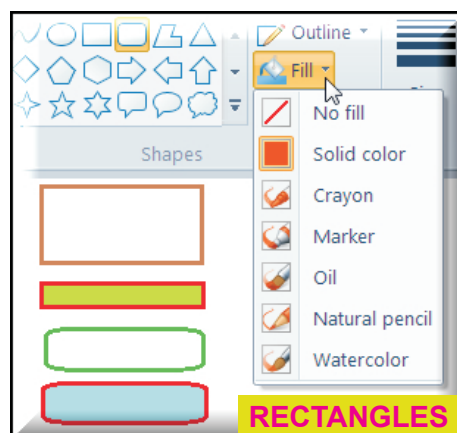 Outline
Fill
No fill
Shapes
Solid color
Crayon
Marker
Oil
Natural pencil
Watercolor
RECTANGLES